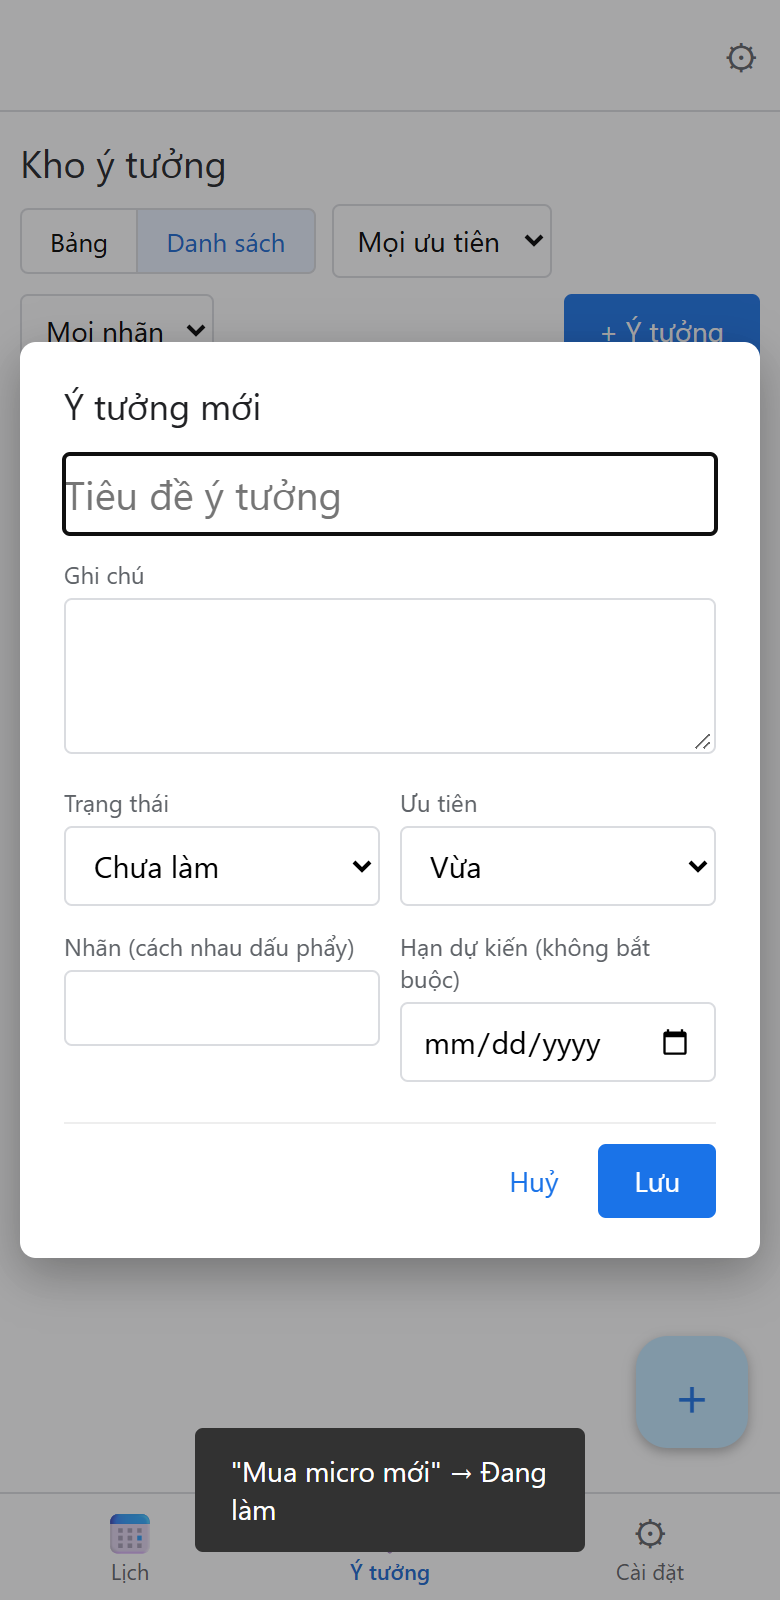 Kho ý tưởng
Bảng
Danh sách
Mọi ưu tiên
Mọi nhãn
+ Ý tưởng
Ý tưởng mới
Tiêu đề ý tưởng
Ghi chú
Trạng thái
Ưu tiên
Chưa làm
Vừa
Nhãn (cách nhau dấu phẩy)
Hạn dự kiến (không bắt
buộc)
mm/dd/yyyy
Huỷ
Lưu
+
"Mua micro mới" → Đang
làm
Lịch
Ý tưởng
Cài đặt